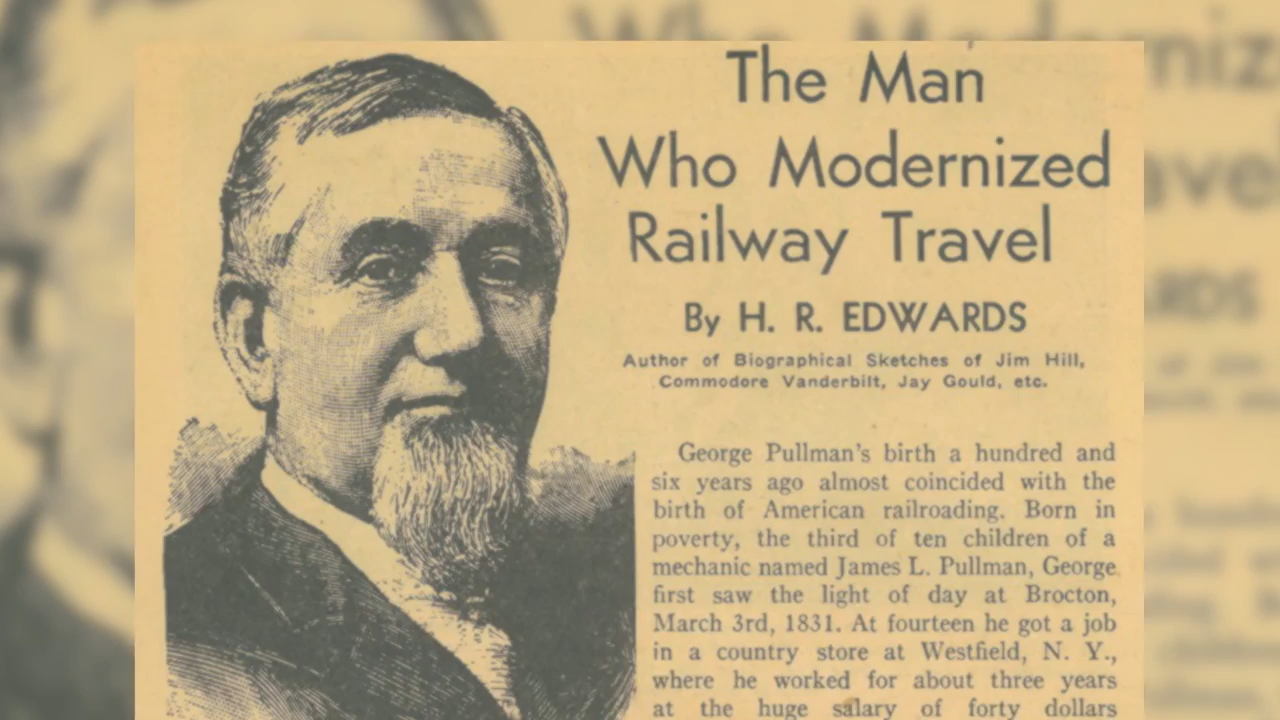 The Man
Who Modernized
Railway Travel
By H. R. EDWARDS
Author of Biographical Sketches of Jim Hill,
Commodore Vanderbilt, Jay Gould, etc.
George Pullman's birth a hundred and
six years ago almost coincided with the
birth of American railroading. Born in
poverty, the third of ten children of a
mechanic named James L. Pullman, George
first saw the light of day at Brocton,
March 3rd, 1831. At fourteen he got a job
in a country store at Westfield, N. Y.,
where he worked for about three years
at the huge salary of forty dollars